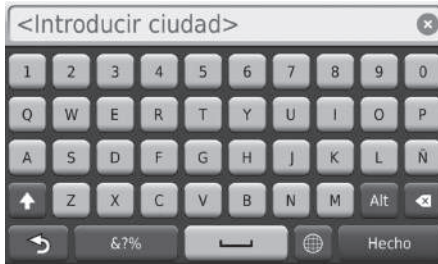 <Introducir ciudad>
1 2 3 4 5 6 7 8 9 0
Q W E R T Y U I O P
A S D F G H J K L Ñ
Z X C V B N M Alt
&?% Hecho